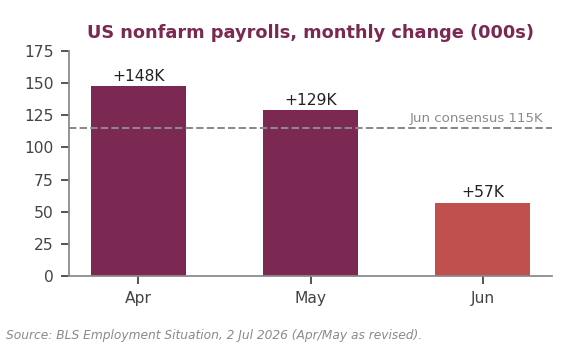 US nonfarm payrolls, monthly change (000s)
175
150
125
100
75
50
25
0
+148K
+129K
Jun consensus 115K
+57K
Apr
May
Jun
Source: BLS Employment Situation, 2 Jul 2026 (Apr/May as revised).